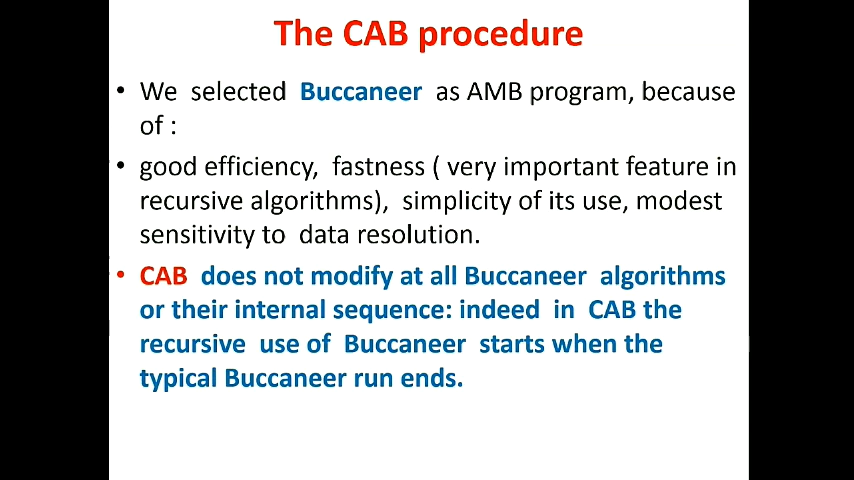 The CAB procedure
• We selected Buccaneer as AMB program, because
of :
• good efficiency, fastness ( very important feature in
recursive algorithms), simplicity of its use, modest
sensitivity to data resolution.
• CAB does not modify at all Buccaneer algorithms
or their internal sequence: indeed in CAB the
recursive use of Buccaneer starts when the
typical Buccaneer run ends.